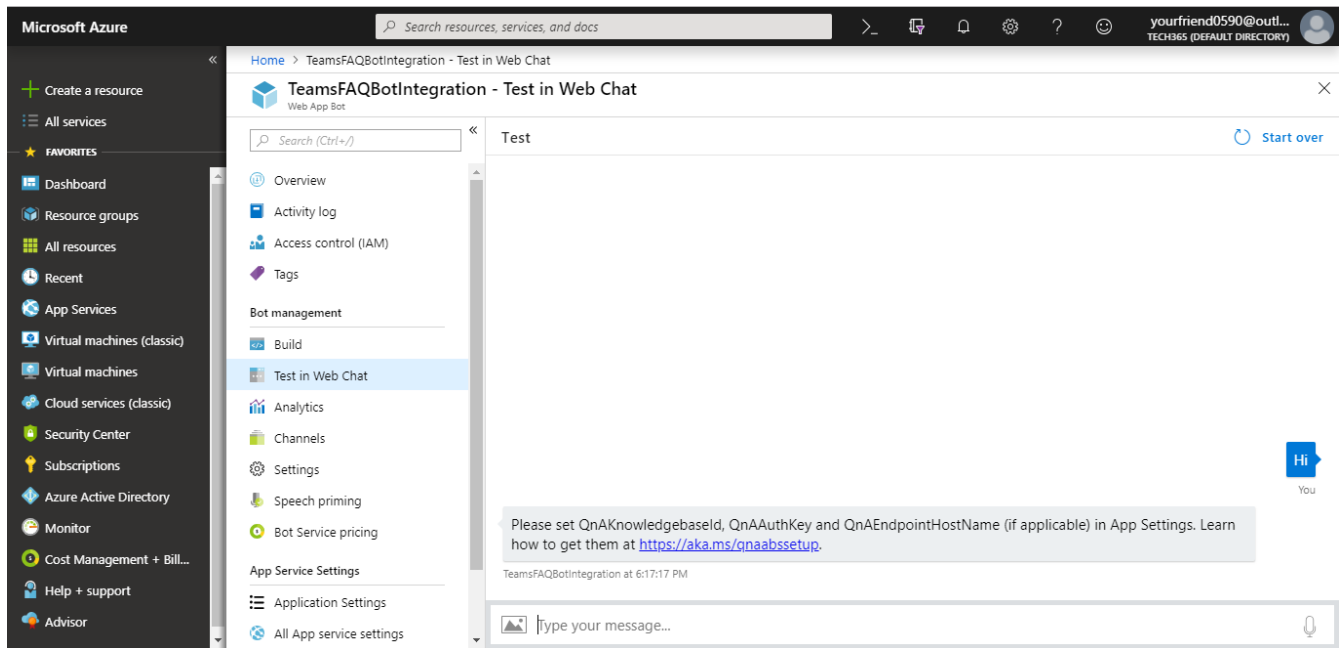 Microsoft Azure
Search resources, services, and docs
yourfriend0590@outl...
TECH365 (DEFAULT DIRECTORY)
Create a resource
All services
FAVORITES
Dashboard
Resource groups
All resources
Recent
App Services
Virtual machines (classic)
Virtual machines
Cloud services (classic)
Security Center
Subscriptions
Azure Active Directory
Monitor
Cost Management + Bill...
Help + support
Advisor
Home > TeamsFAQBotIntegration - Test in Web Chat
TeamsFAQBotIntegration - Test in Web Chat
Web App Bot
Search (Ctrl+/)
Overview
Activity log
Access control (IAM)
Tags
Bot management
Build
Test in Web Chat
Analytics
Channels
Settings
Speech priming
Bot Service pricing
App Service Settings
Application Settings
All App service settings
Test
Start over
Hi
You
Please set QnAKnowledgebaseId, QnAAuthKey and QnAEndpointHostName (if applicable) in App Settings. Learn
how to get them at https://aka.ms/qnaabssetup.
TeamsFAQBotIntegration at 6:17:17 PM
Type your message...